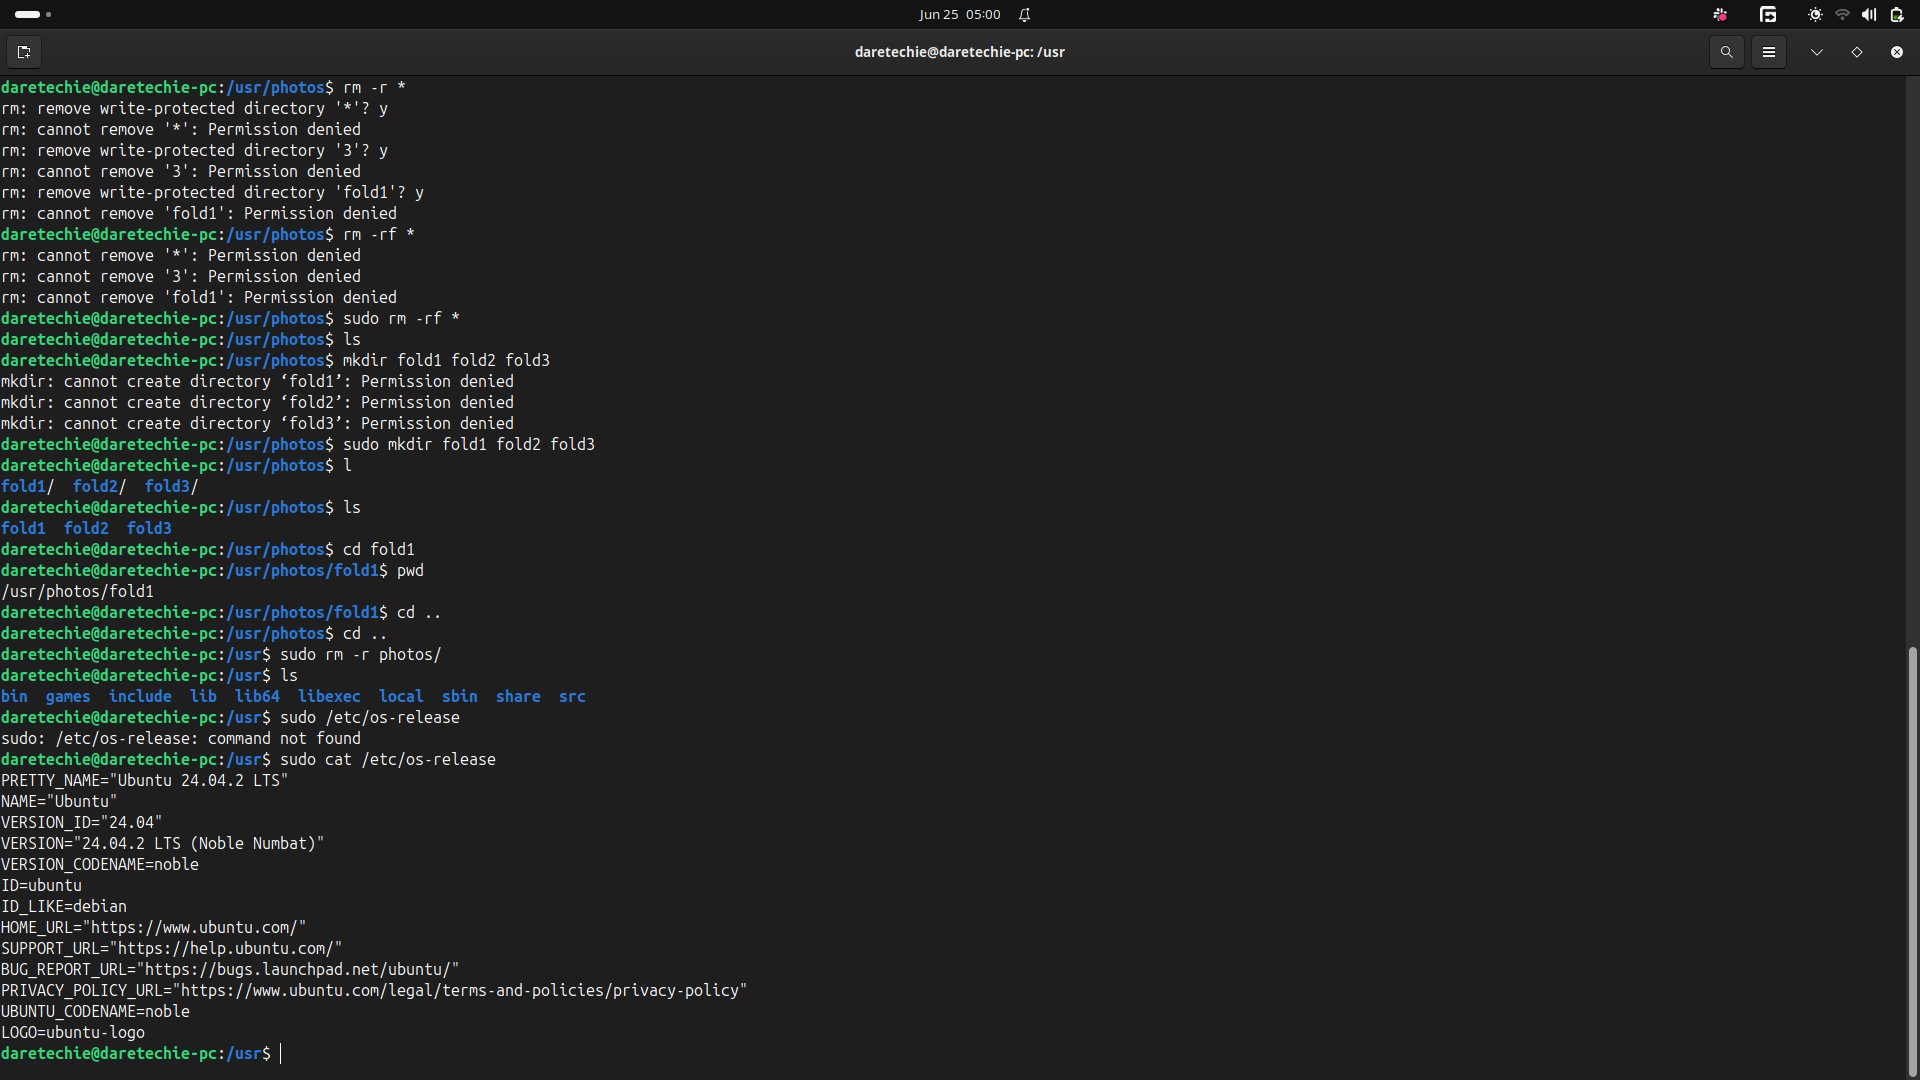 Jun 25 05:00
daretechie@daretechie-pc: /usr
daretechie@daretechie-pc:/usr/photos$ rm -r *
rm: remove write-protected directory '*'? y
rm: cannot remove '*': Permission denied
rm: remove write-protected directory '3'? y
rm: cannot remove '3': Permission denied
rm: remove write-protected directory 'fold1'? y
rm: cannot remove 'fold1': Permission denied
daretechie@daretechie-pc:/usr/photos$ rm -rf *
rm: cannot remove '*': Permission denied
rm: cannot remove '3': Permission denied
rm: cannot remove 'fold1': Permission denied
daretechie@daretechie-pc:/usr/photos$ sudo rm -rf *
daretechie@daretechie-pc:/usr/photos$ ls
daretechie@daretechie-pc:/usr/photos$ mkdir fold1 fold2 fold3
mkdir: cannot create directory ‘fold1’: Permission denied
mkdir: cannot create directory ‘fold2’: Permission denied
mkdir: cannot create directory ‘fold3’: Permission denied
daretechie@daretechie-pc:/usr/photos$ sudo mkdir fold1 fold2 fold3
daretechie@daretechie-pc:/usr/photos$ l
fold1/  fold2/  fold3/
daretechie@daretechie-pc:/usr/photos$ ls
fold1  fold2  fold3
daretechie@daretechie-pc:/usr/photos$ cd fold1
daretechie@daretechie-pc:/usr/photos/fold1$ pwd
/usr/photos/fold1
daretechie@daretechie-pc:/usr/photos/fold1$ cd ..
daretechie@daretechie-pc:/usr/photos$ cd ..
daretechie@daretechie-pc:/usr$ sudo rm -r photos/
daretechie@daretechie-pc:/usr$ ls
bin  games  include  lib  lib64  libexec  local  sbin  share  src
daretechie@daretechie-pc:/usr$ sudo /etc/os-release
sudo: /etc/os-release: command not found
daretechie@daretechie-pc:/usr$ sudo cat /etc/os-release
PRETTY_NAME="Ubuntu 24.04.2 LTS"
NAME="Ubuntu"
VERSION_ID="24.04"
VERSION="24.04.2 LTS (Noble Numbat)"
VERSION_CODENAME=noble
ID=ubuntu
ID_LIKE=debian
HOME_URL="https://www.ubuntu.com/"
SUPPORT_URL="https://help.ubuntu.com/"
BUG_REPORT_URL="https://bugs.launchpad.net/ubuntu/"
PRIVACY_POLICY_URL="https://www.ubuntu.com/legal/terms-and-policies/privacy-policy"
UBUNTU_CODENAME=noble
LOGO=ubuntu-logo
daretechie@daretechie-pc:/usr$